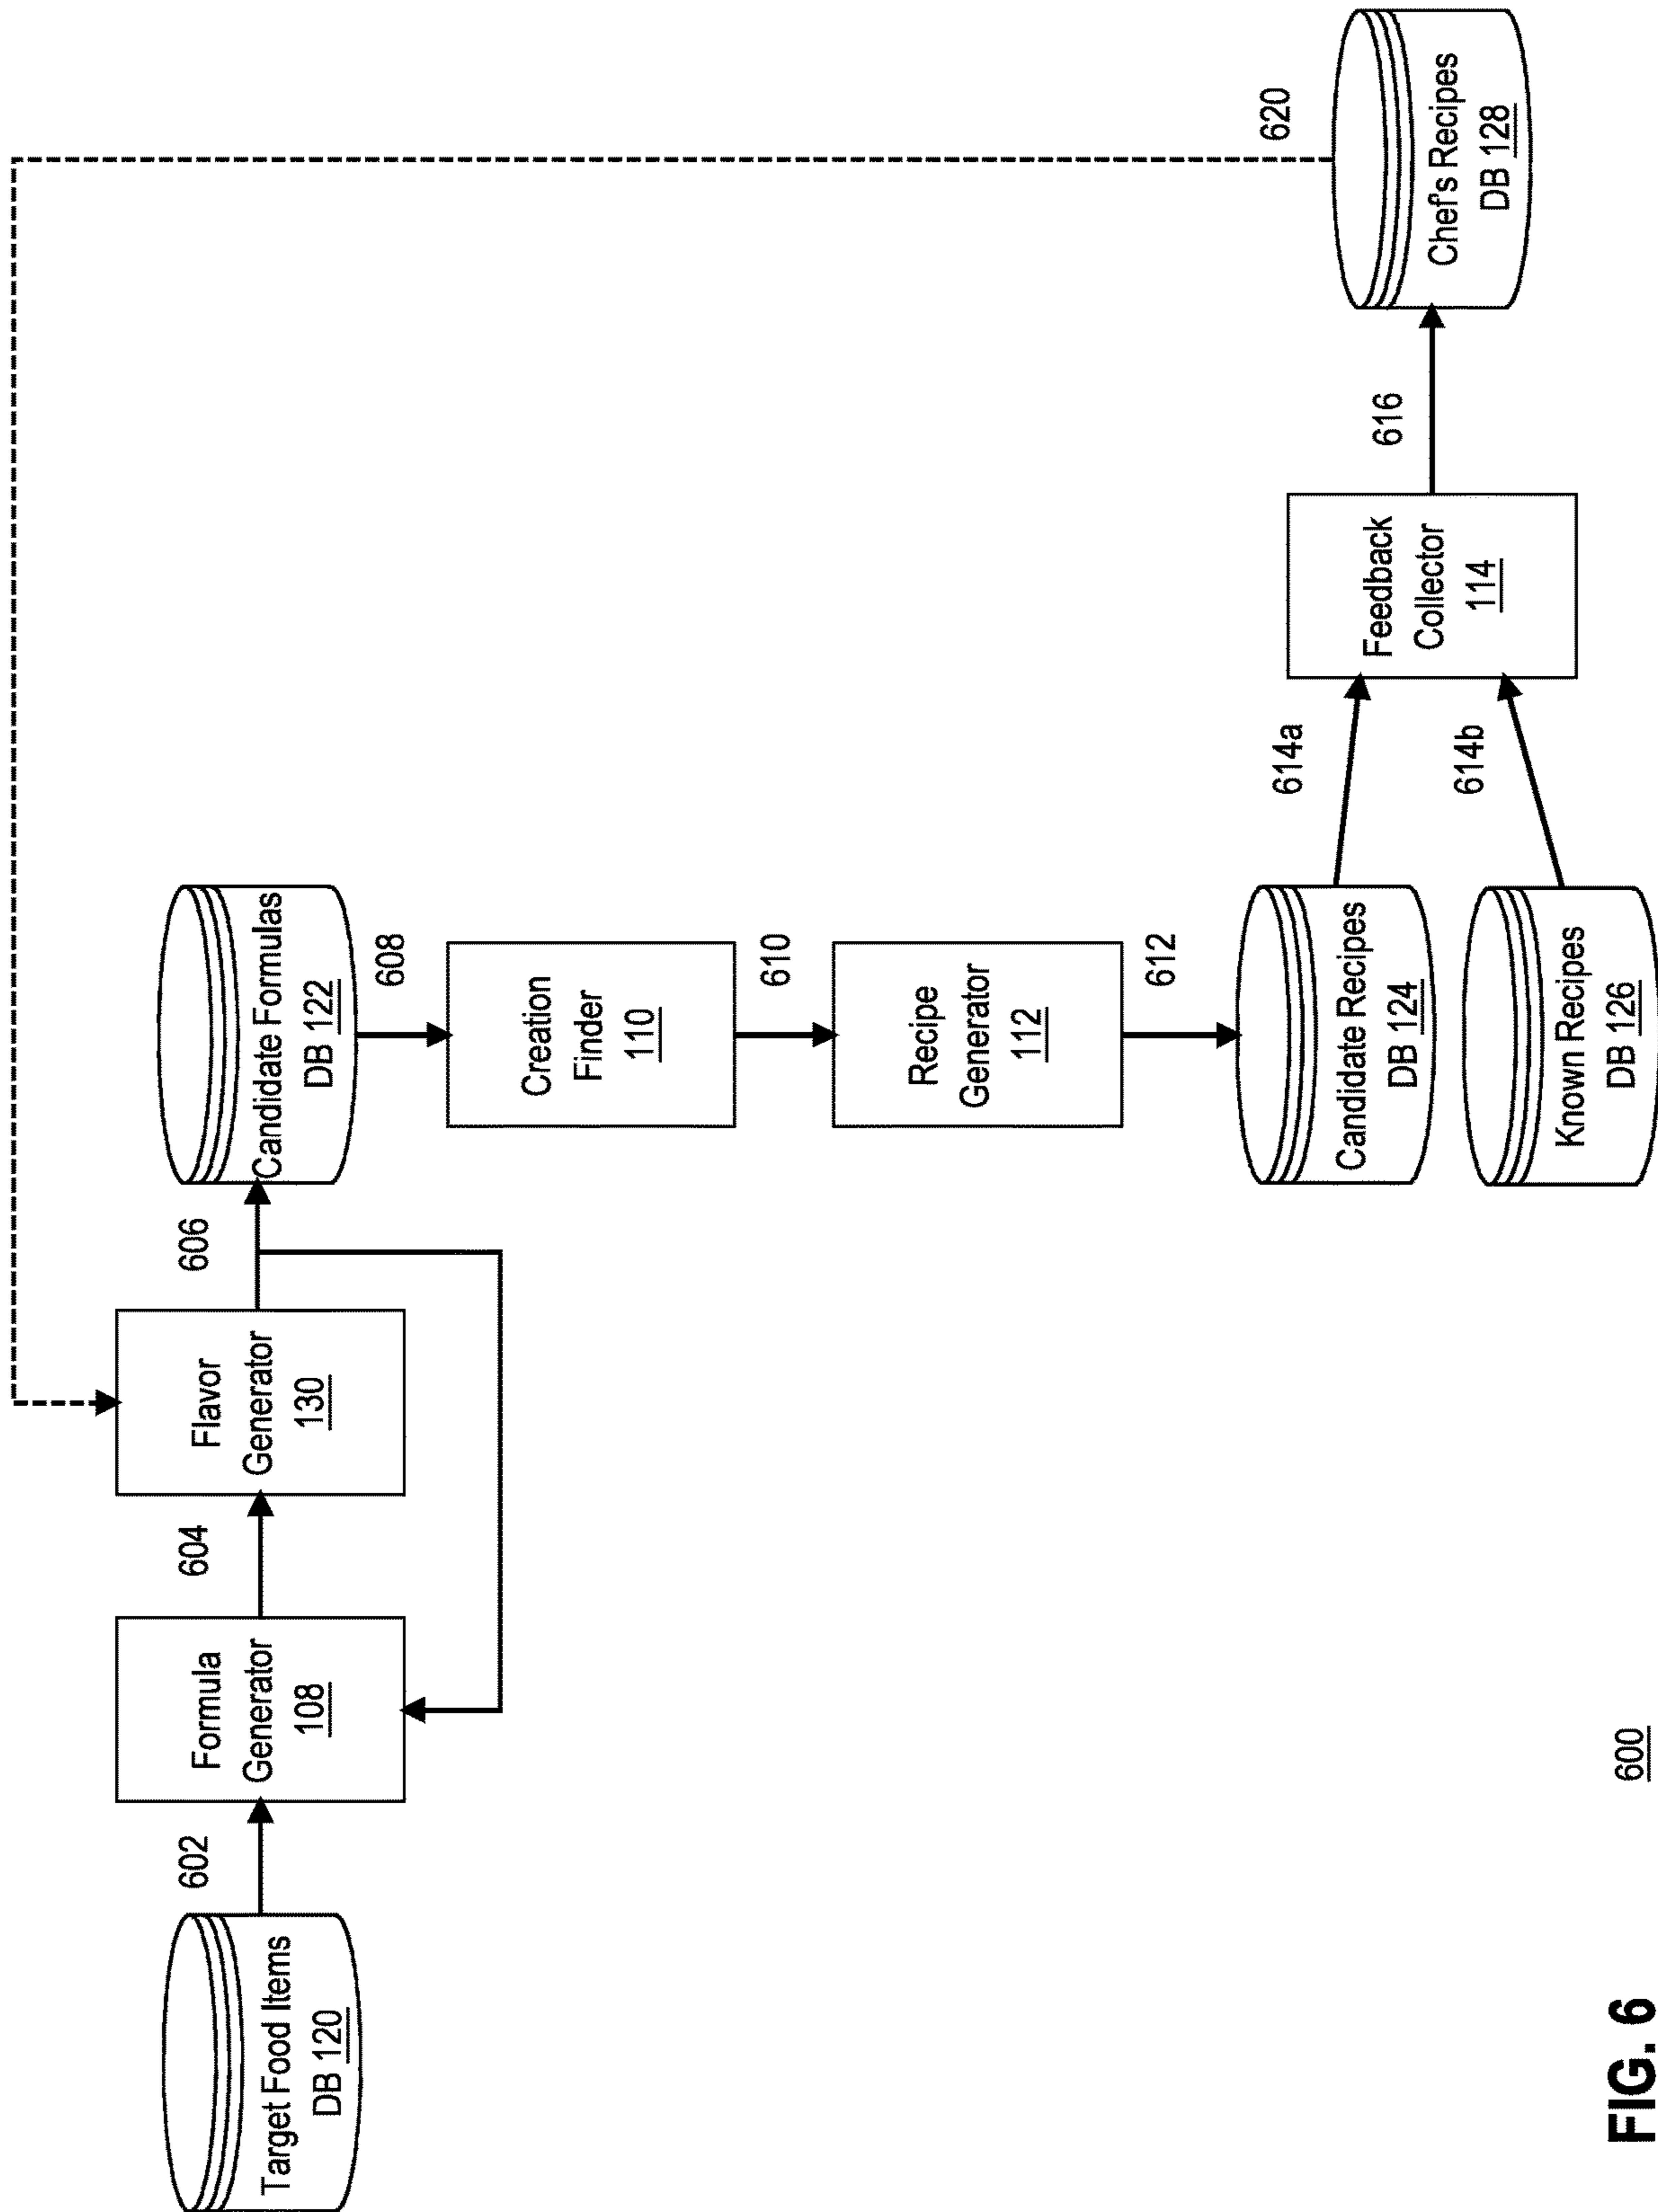 Target Food Items
DB 120
602
Formula
Generator
108
604
Flavor
Generator
130
606
Candidate Formulas
DB 122
608
Creation
Finder
110
610
Recipe
Generator
112
612
Candidate Recipes
DB 124
Known Recipes
DB 126
614a
614b
Feedback
Collector
114
616
Chef's Recipes
DB 128
620
600
FIG. 6